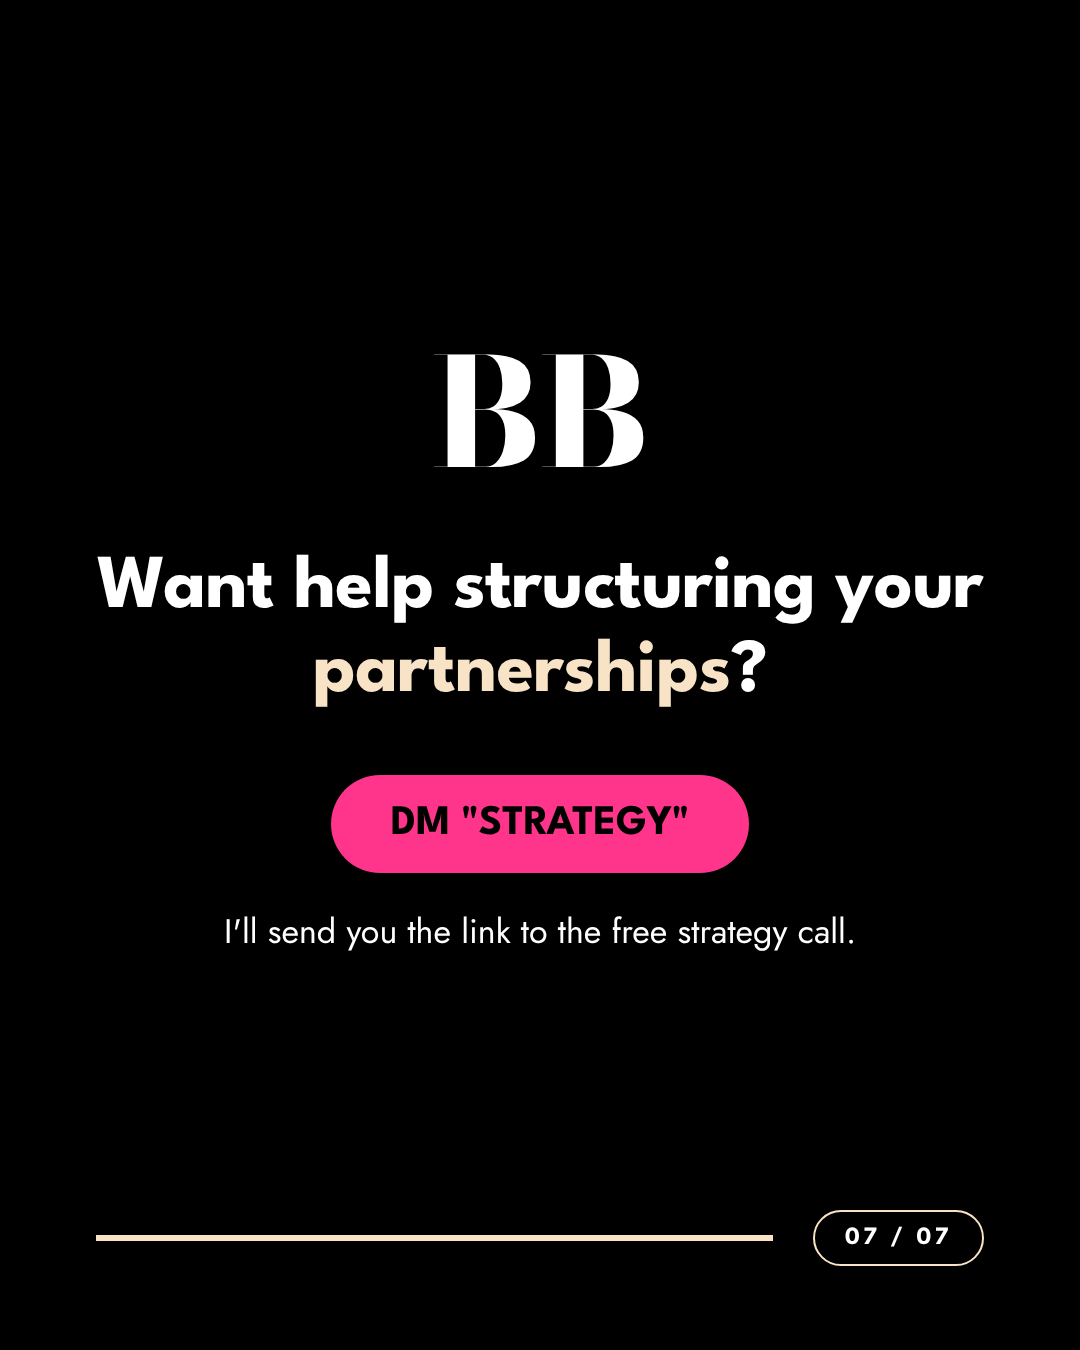 BB
Want help structuring your
partnerships?
DM "STRATEGY"
I'll send you the link to the free strategy call.
07 / 07